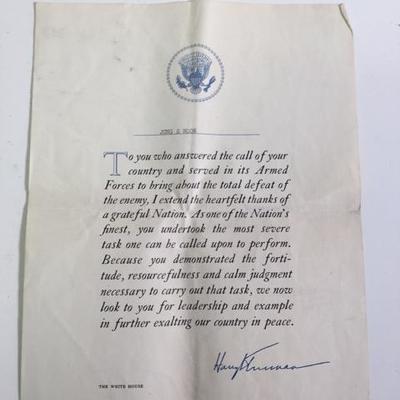 To you who answered the call of your
country and served in its Armed
Forces to bring about the total defeat of
the enemy, I extend the heartfelt thanks of
a grateful Nation. As one of the Nation's
finest, you undertook the most severe
task one can be called upon to perform.
Because you demonstrated the forti-
tude, resourcefulness and calm judgment
necessary to carry out that task, we now
look to you for leadership and example
in further exalting our country in peace.
Harry Truman
THE WHITE HOUSE